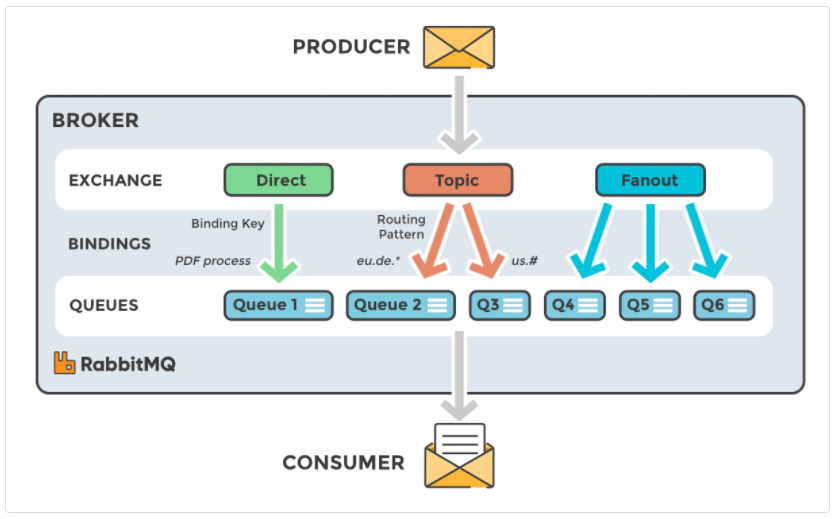 PRODUCER
BROKER
EXCHANGE
Direct
Topic
Fanout
BINDINGS
Binding Key
PDF process
Routing
Pattern
eu.de.*
us.#
QUEUES
Queue 1
Queue 2
Q3
Q4
Q5
Q6
RabbitMQ
CONSUMER